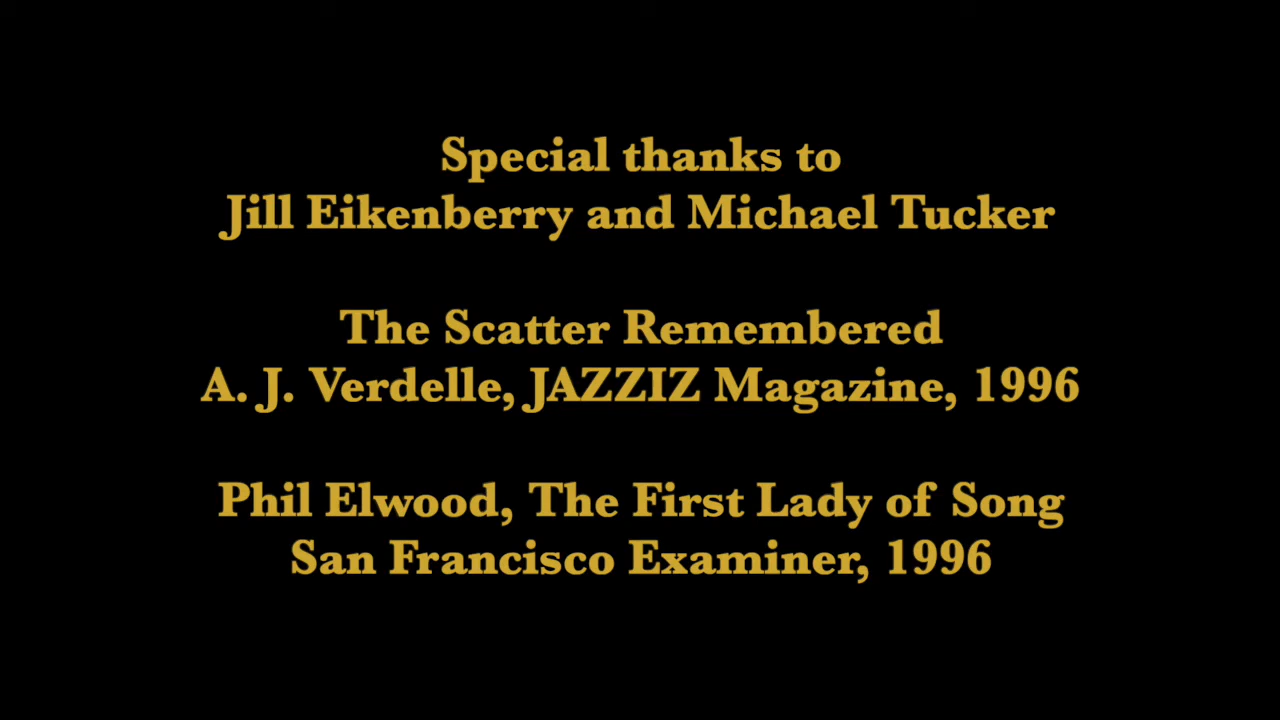 Special thanks to
Jill Eikenberry and Michael Tucker
The Scatter Remembered
A. J. Verdelle, JAZZIZ Magazine, 1996
Phil Elwood, The First Lady of Song
San Francisco Examiner, 1996